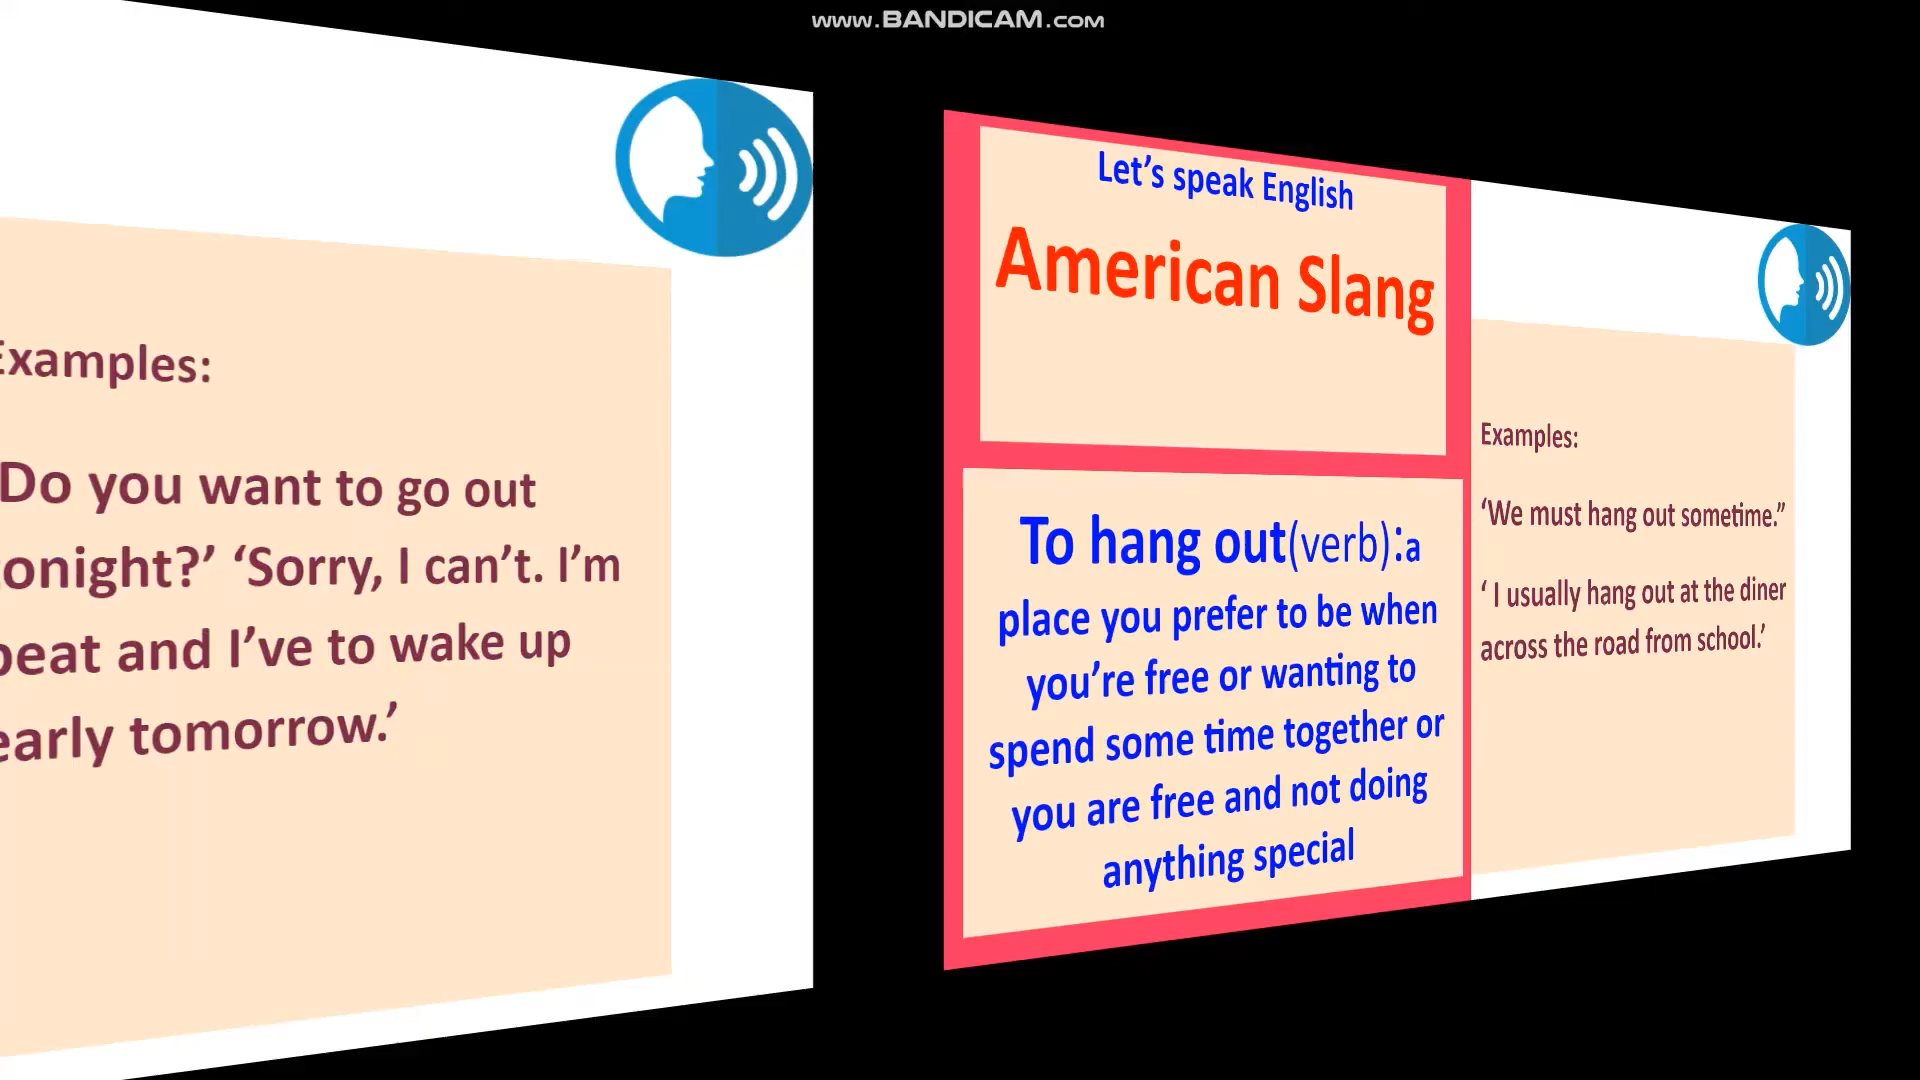 www.BANDICAM.com
Examples:
Do you want to go out
tonight?’ ‘Sorry, I can’t. I’m
beat and I’ve to wake up
early tomorrow.’
Let’s speak English
American Slang
To hang out(verb):a
place you prefer to be when
you’re free or wanting to
spend some time together or
you are free and not doing
anything special
Examples:
‘We must hang out sometime.”
‘ I usually hang out at the diner
across the road from school.’